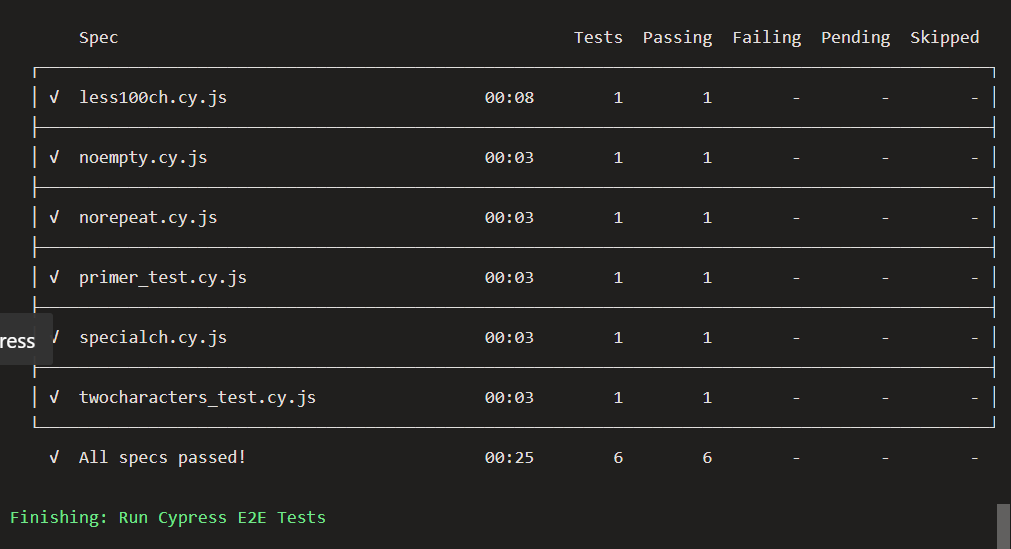 Spec Tests Passing Failing Pending Skipped
√ less100ch.cy.js 00:08 1 1 - - -
√ noempty.cy.js 00:03 1 1 - - -
√ norepeat.cy.js 00:03 1 1 - - -
√ primer_test.cy.js 00:03 1 1 - - -
ress
√ specialch.cy.js 00:03 1 1 - - -
√ twocharacters_test.cy.js 00:03 1 1 - - -
√ All specs passed! 00:25 6 6 - - -
Finishing: Run Cypress E2E Tests